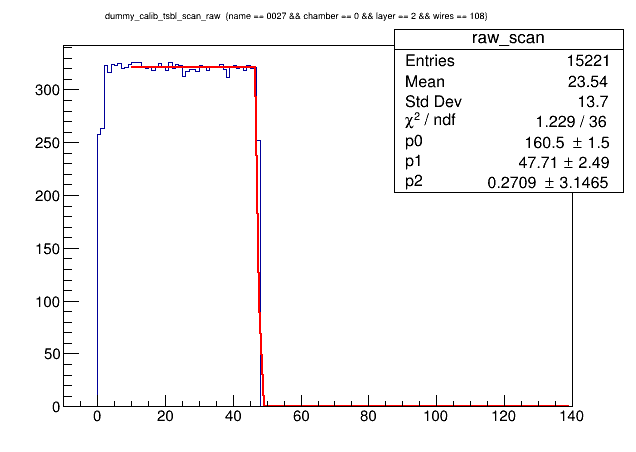 dummy_calib_tsbl_scan_raw (name == 0027 && chamber == 0 && layer == 2 && wires == 108)
raw_scan
Entries 15221
Mean 23.54
Std Dev 13.7
χ² / ndf 1.229 / 36
p0 160.5 ± 1.5
p1 47.71 ± 2.49
p2 0.2709 ± 3.1465
300
250
200
150
100
50
0
0 20 40 60 80 100 120 140